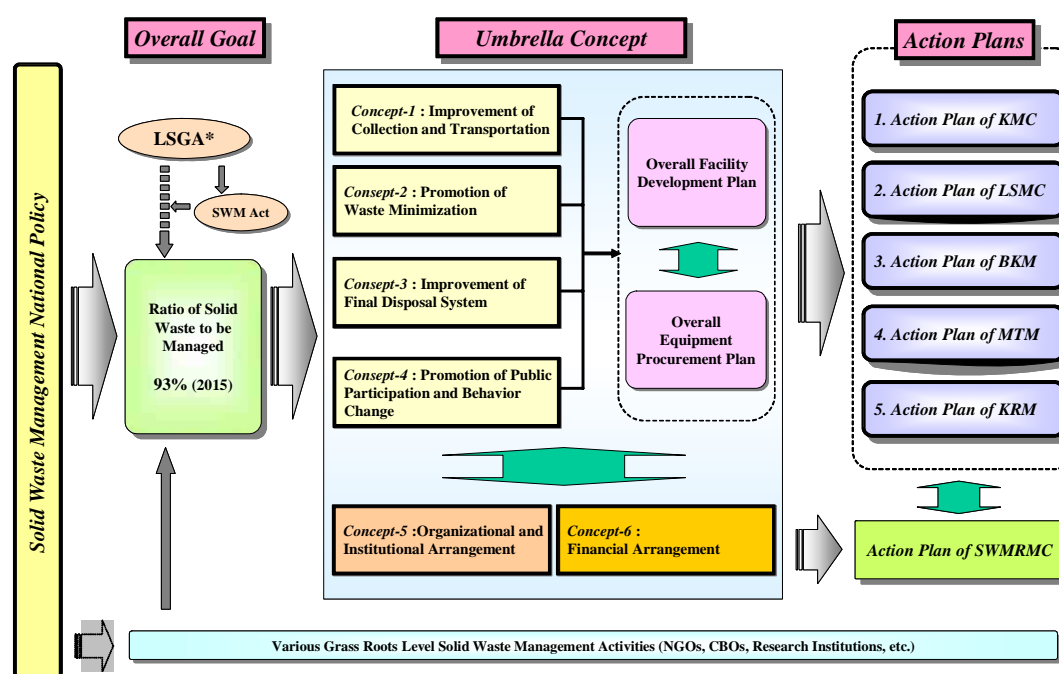 Overall Goal
Umbrella Concept
Action Plans
Solid Waste Management National Policy
LSGA*
SWM Act
Ratio of Solid
Waste to be
Managed
93% (2015)
Concept-1 : Improvement of
Collection and Transportation
Consept-2 : Promotion of
Waste Minimization
Consept-3 : Improvement of
Final Disposal System
Consept-4 : Promotion of Public
Participation and Behavior
Change
Overall Facility
Development Plan
Overall
Equipment
Procurement Plan
Concept-5 :Organizational and
Institutional Arrangement
Concept-6 :
Financial Arrangement
1. Action Plan of KMC
2. Action Plan of LSMC
3. Action Plan of BKM
4. Action Plan of MTM
5. Action Plan of KRM
Action Plan of SWMRMC
Various Grass Roots Level Solid Waste Management Activities (NGOs, CBOs, Research Institutions, etc.)